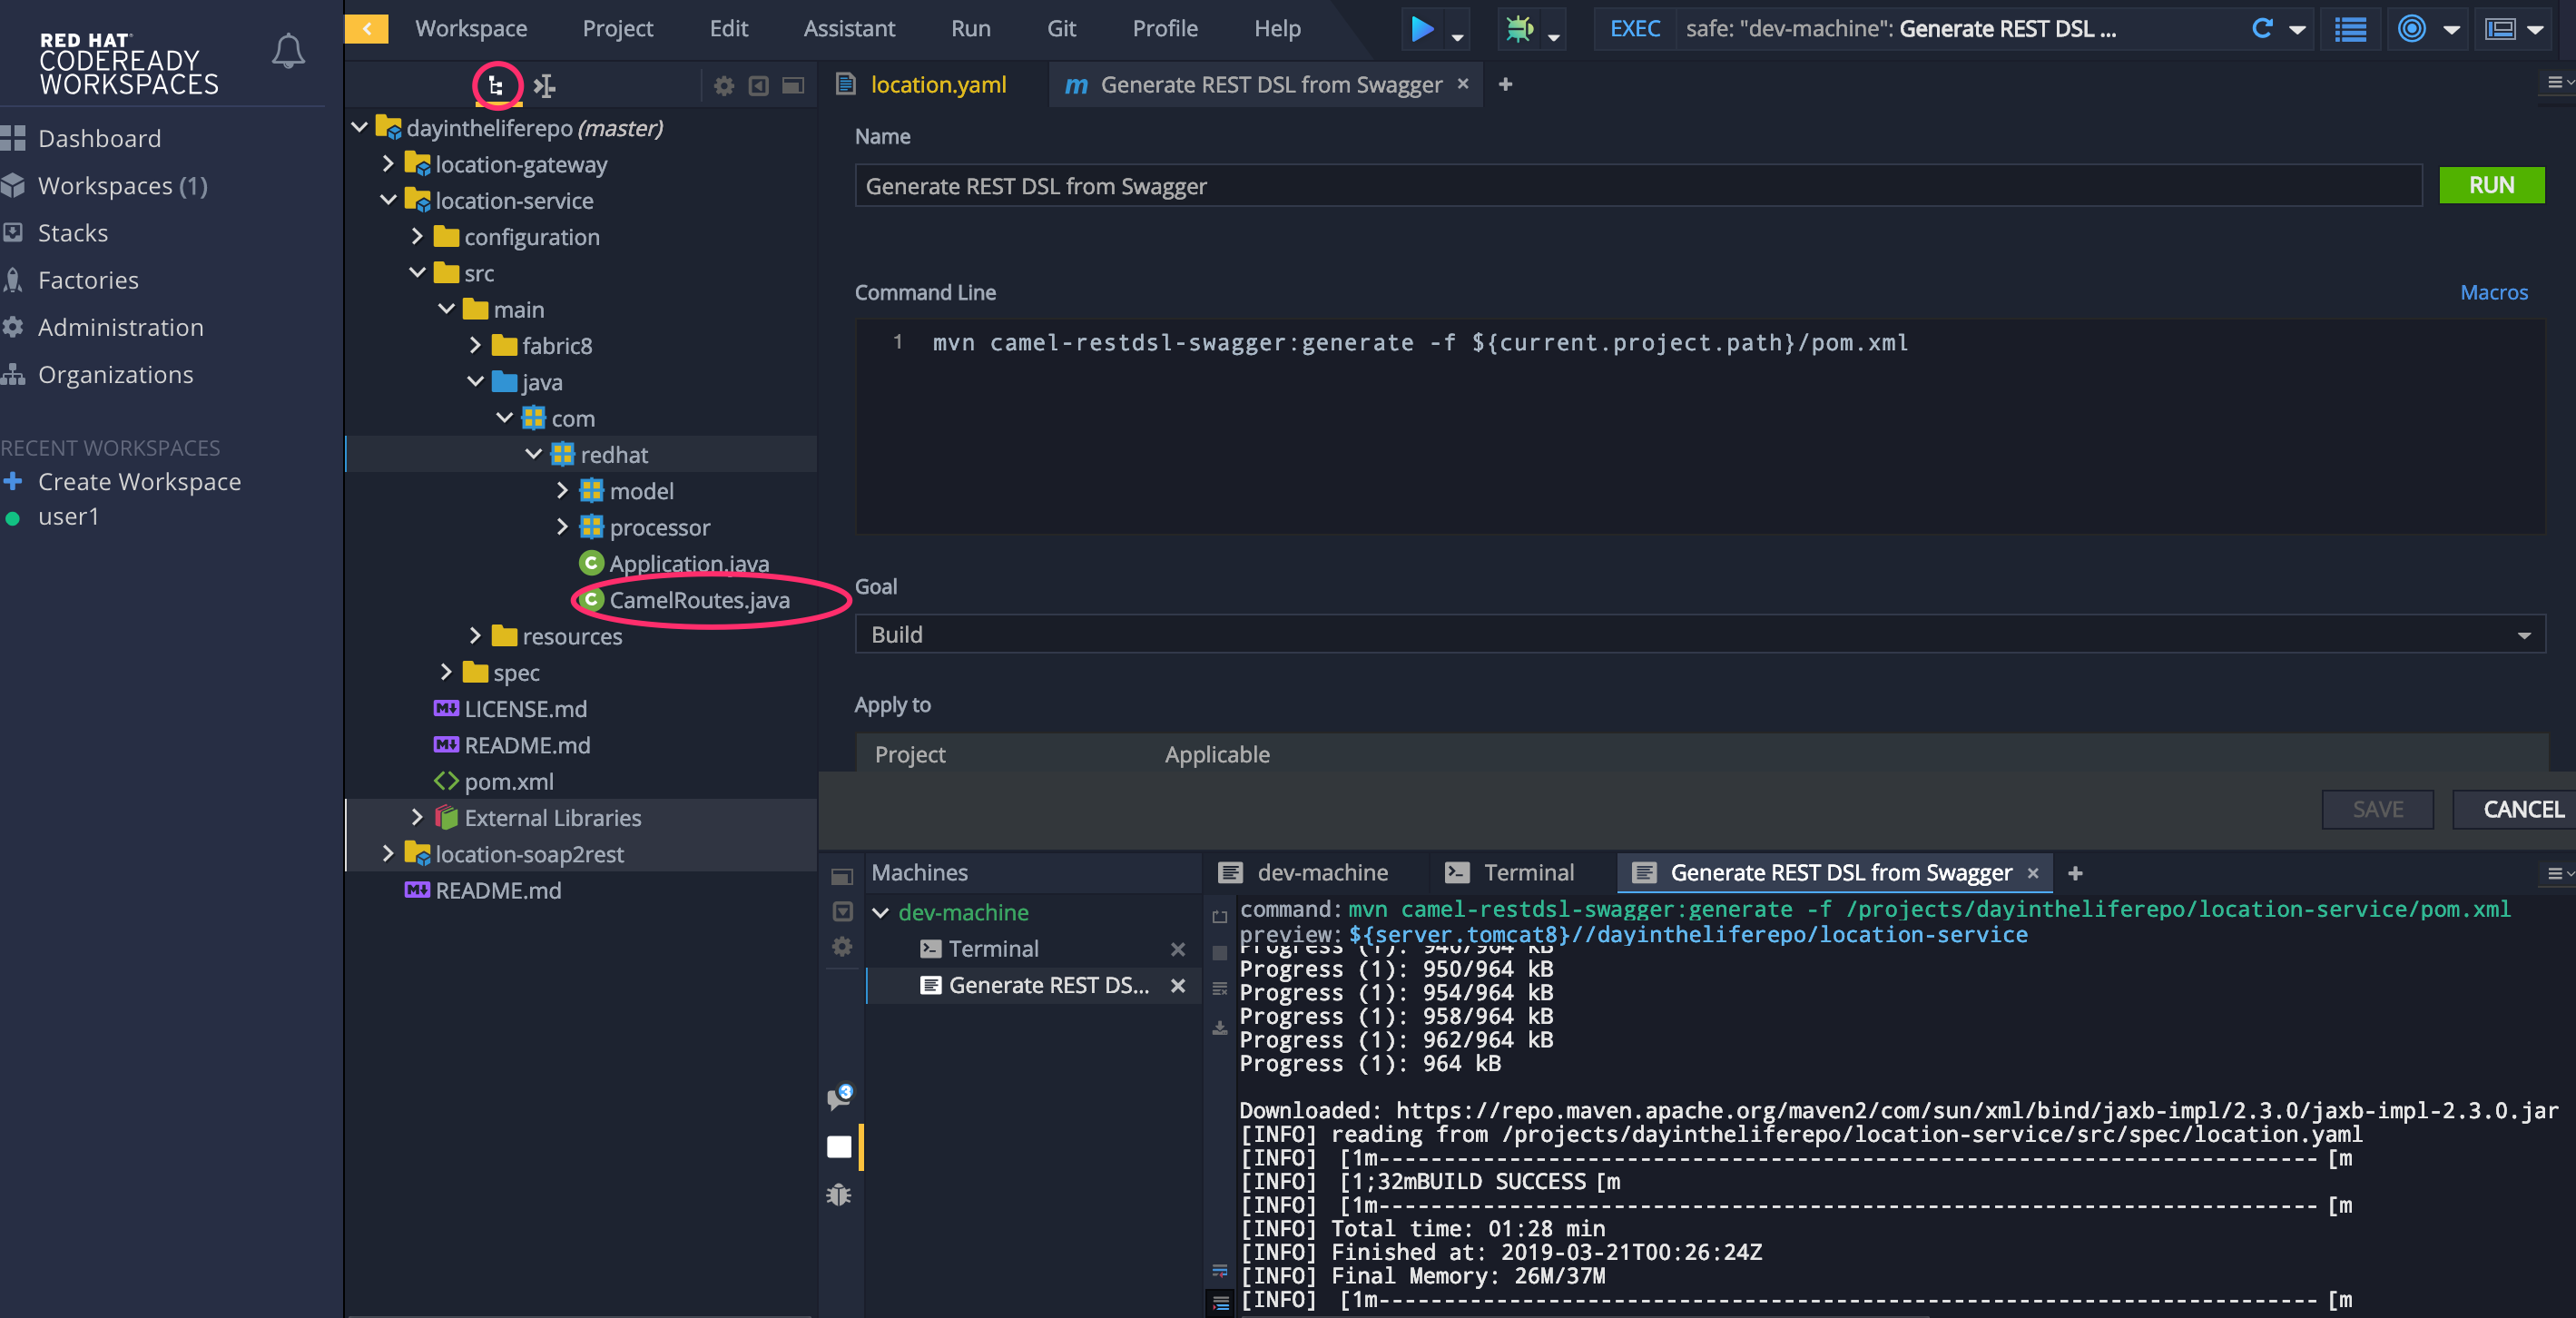 RED HAT
CODEREADY
WORKSPACES
Dashboard
Workspaces (1)
Stacks
Factories
Administration
Organizations
RECENT WORKSPACES
Create Workspace
user1
Workspace Project Edit Assistant Run Git Profile Help
EXEC safe: "dev-machine": Generate REST DSL ...
dayintheliferepo (master)
location-gateway
location-service
configuration
src
main
fabric8
java
com
redhat
model
processor
Application.java
CamelRoutes.java
resources
spec
LICENSE.md
README.md
pom.xml
External Libraries
location-soap2rest
README.md
location.yaml
m Generate REST DSL from Swagger × +
Name
Generate REST DSL from Swagger
RUN
Command Line
Macros
1 mvn camel-restdsl-swagger:generate -f ${current.project.path}/pom.xml
Goal
Build
Apply to
Project Applicable
SAVE
CANCEL
Machines
dev-machine
Terminal
Generate REST DS...
3
dev-machine Terminal Generate REST DSL from Swagger × +
command: mvn camel-restdsl-swagger:generate -f /projects/dayintheliferepo/location-service/pom.xml
preview: ${server.tomcat8}//dayintheliferepo/location-service
Progress (1): 946/964 kB
Progress (1): 950/964 kB
Progress (1): 954/964 kB
Progress (1): 958/964 kB
Progress (1): 962/964 kB
Progress (1): 964 kB
Downloaded: https://repo.maven.apache.org/maven2/com/sun/xml/bind/jaxb-impl/2.3.0/jaxb-impl-2.3.0.jar
[INFO] reading from /projects/dayintheliferepo/location-service/src/spec/location.yaml
[INFO] [1m------------------------------------------------------------------------ [m
[INFO] [1;32mBUILD SUCCESS [m
[INFO] [1m------------------------------------------------------------------------ [m
[INFO] Total time: 01:28 min
[INFO] Finished at: 2019-03-21T00:26:24Z
[INFO] Final Memory: 26M/37M
[INFO] [1m------------------------------------------------------------------------ [m